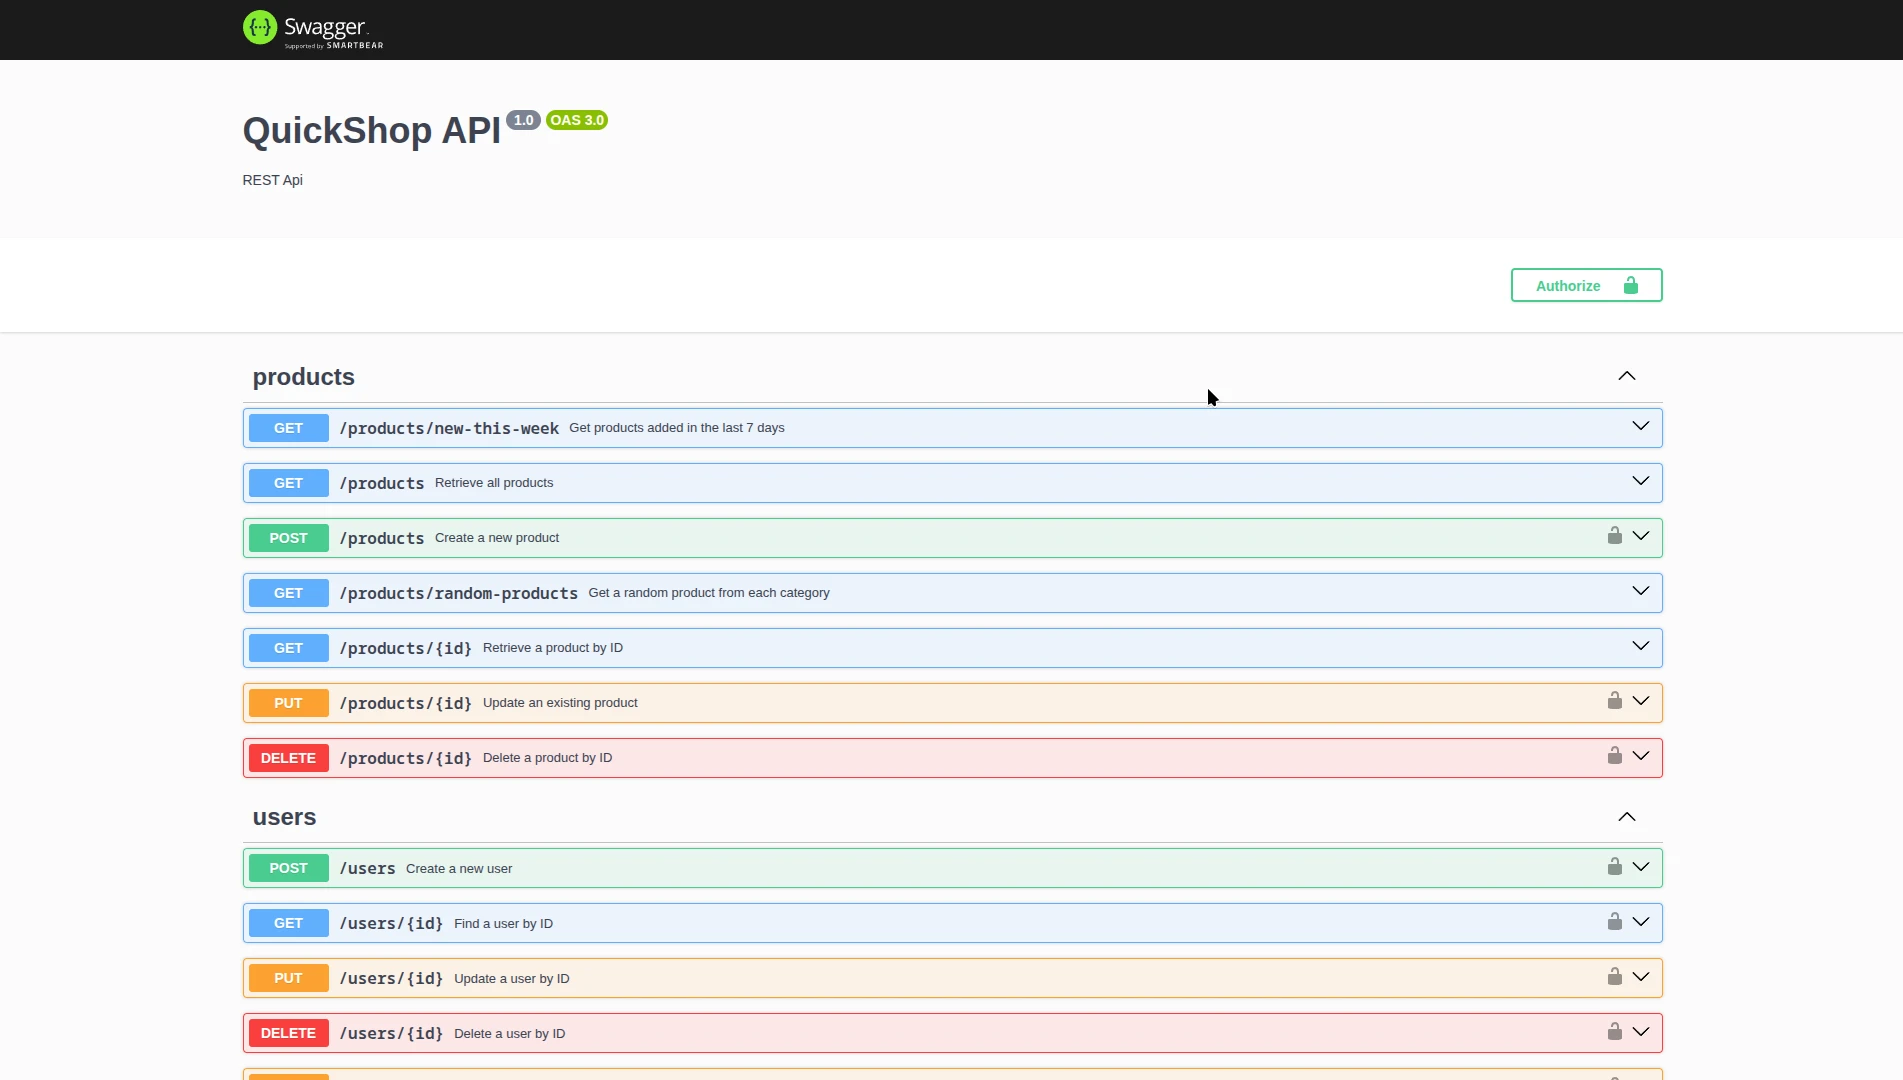 Swagger
Supported by SMARTBEAR
QuickShop API 1.0 OAS 3.0
REST Api
Authorize
products
GET /products/new-this-week Get products added in the last 7 days
GET /products Retrieve all products
POST /products Create a new product
GET /products/random-products Get a random product from each category
GET /products/{id} Retrieve a product by ID
PUT /products/{id} Update an existing product
DELETE /products/{id} Delete a product by ID
users
POST /users Create a new user
GET /users/{id} Find a user by ID
PUT /users/{id} Update a user by ID
DELETE /users/{id} Delete a user by ID